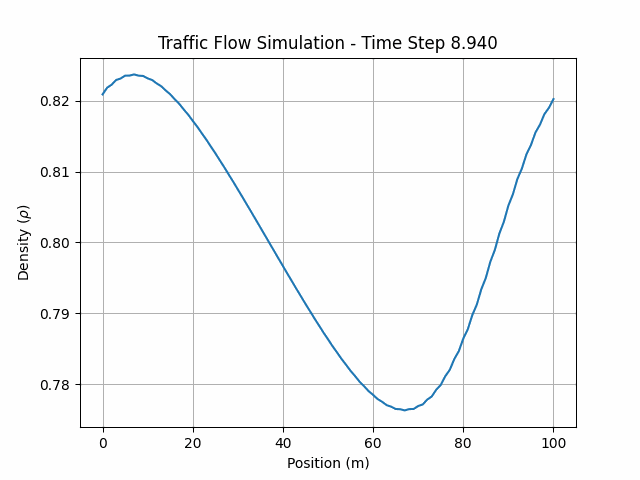 Traffic Flow Simulation - Time Step 8.940
Density (ρ)
0.82
0.81
0.80
0.79
0.78
0 20 40 60 80 100
Position (m)